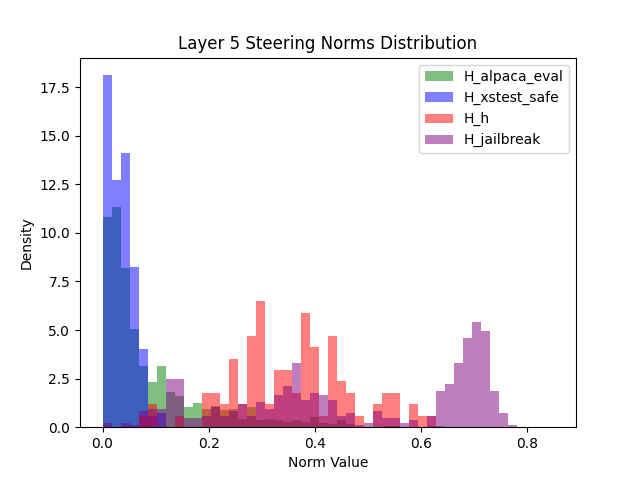 Layer 5 Steering Norms Distribution
H_alpaca_eval
H_xstest_safe
H_h
H_jailbreak
17.5
15.0
12.5
10.0
7.5
5.0
2.5
0.0
Density
0.0 0.2 0.4 0.6 0.8
Norm Value